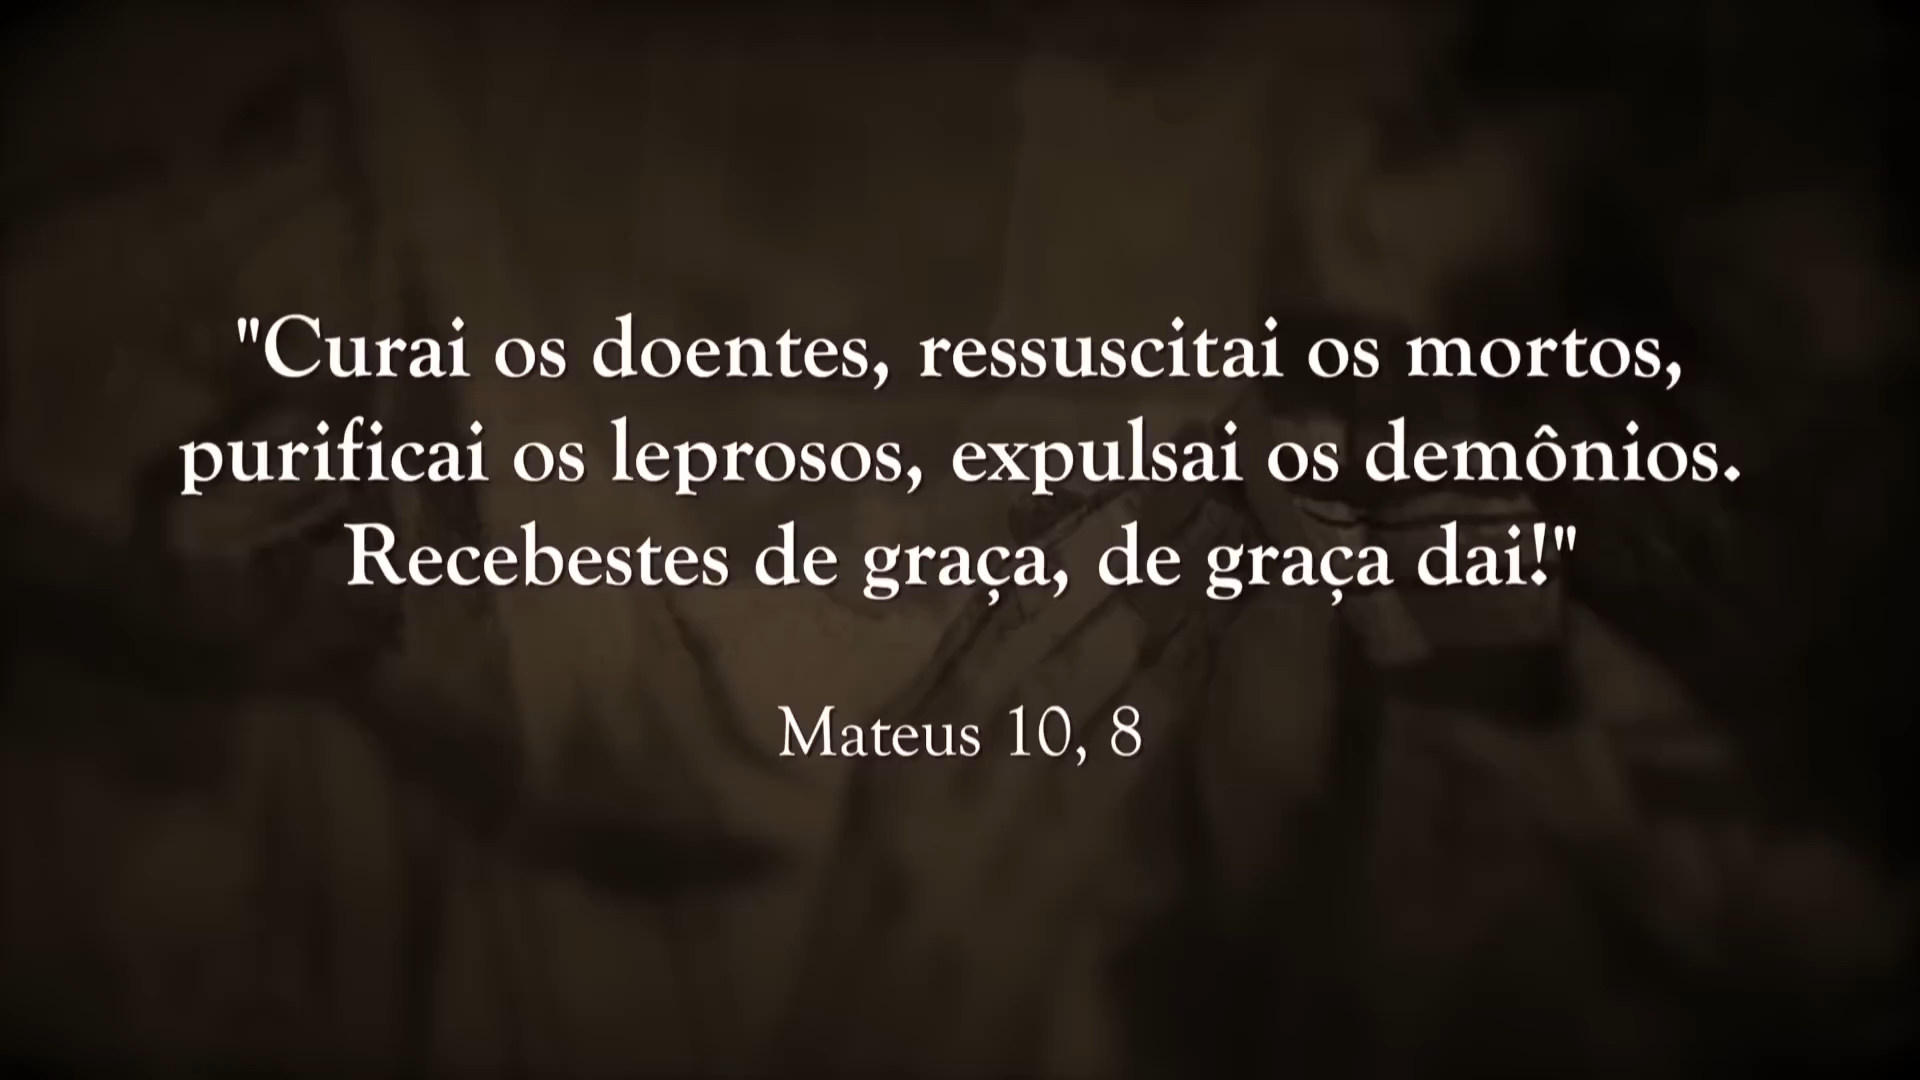 "Curai os doentes, ressuscitai os mortos,
purificai os leprosos, expulsai os demônios.
Recebestes de graça, de graça dai!"
Mateus 10, 8